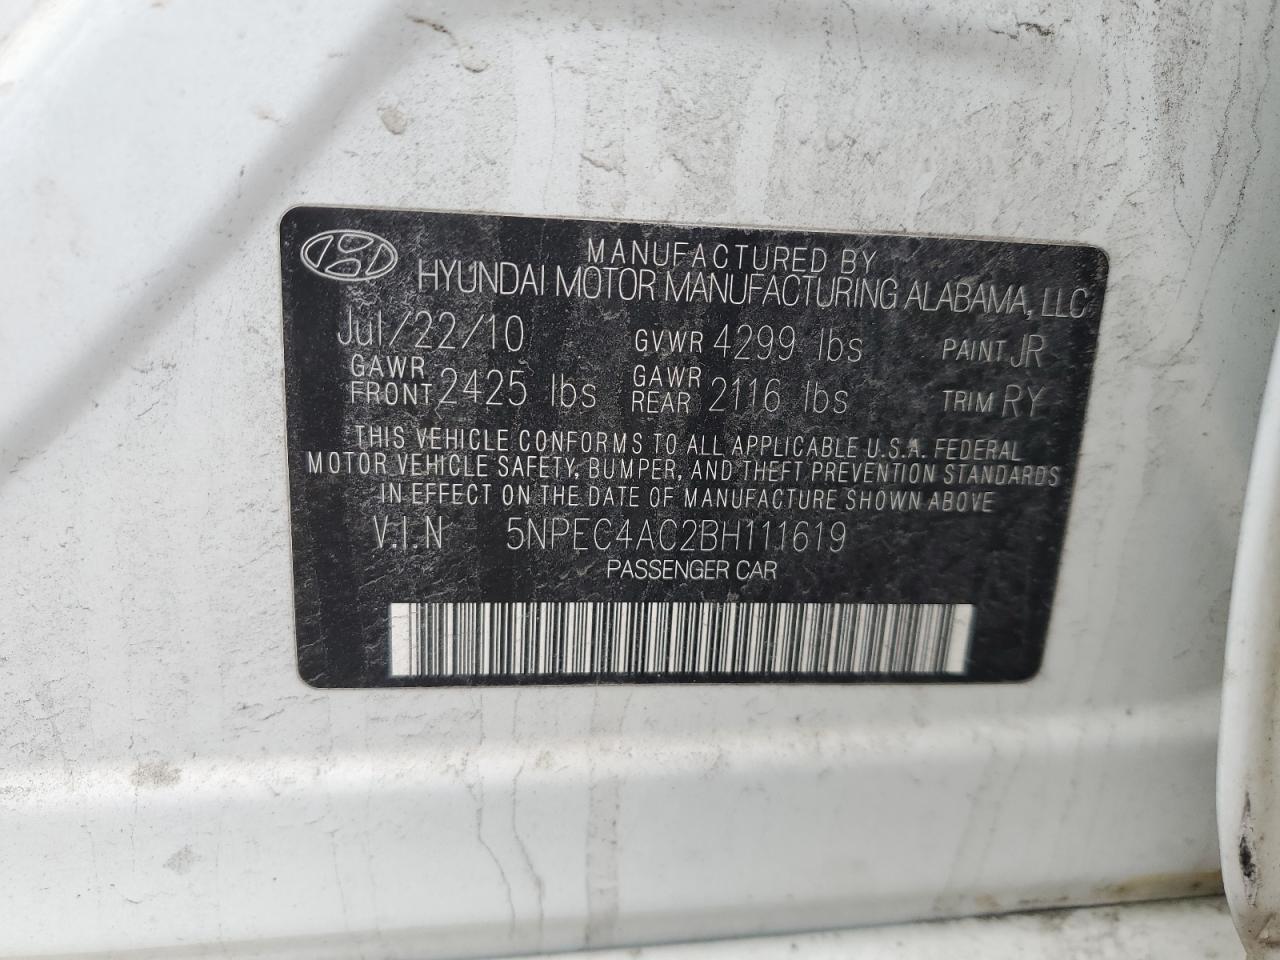 MANUFACTURED BY
HYUNDAI MOTOR MANUFACTURING ALABAMA, LLC
Jul/22/10 GVWR 4299 lbs PAINT JR
GAWR FRONT 2425 lbs GAWR REAR 2116 lbs TRIM RY
THIS VEHICLE CONFORMS TO ALL APPLICABLE U.S.A. FEDERAL
MOTOR VEHICLE SAFETY, BUMPER, AND THEFT PREVENTION STANDARDS
IN EFFECT ON THE DATE OF MANUFACTURE SHOWN ABOVE
V.I.N 5NPEC4AC2BH111619
PASSENGER CAR